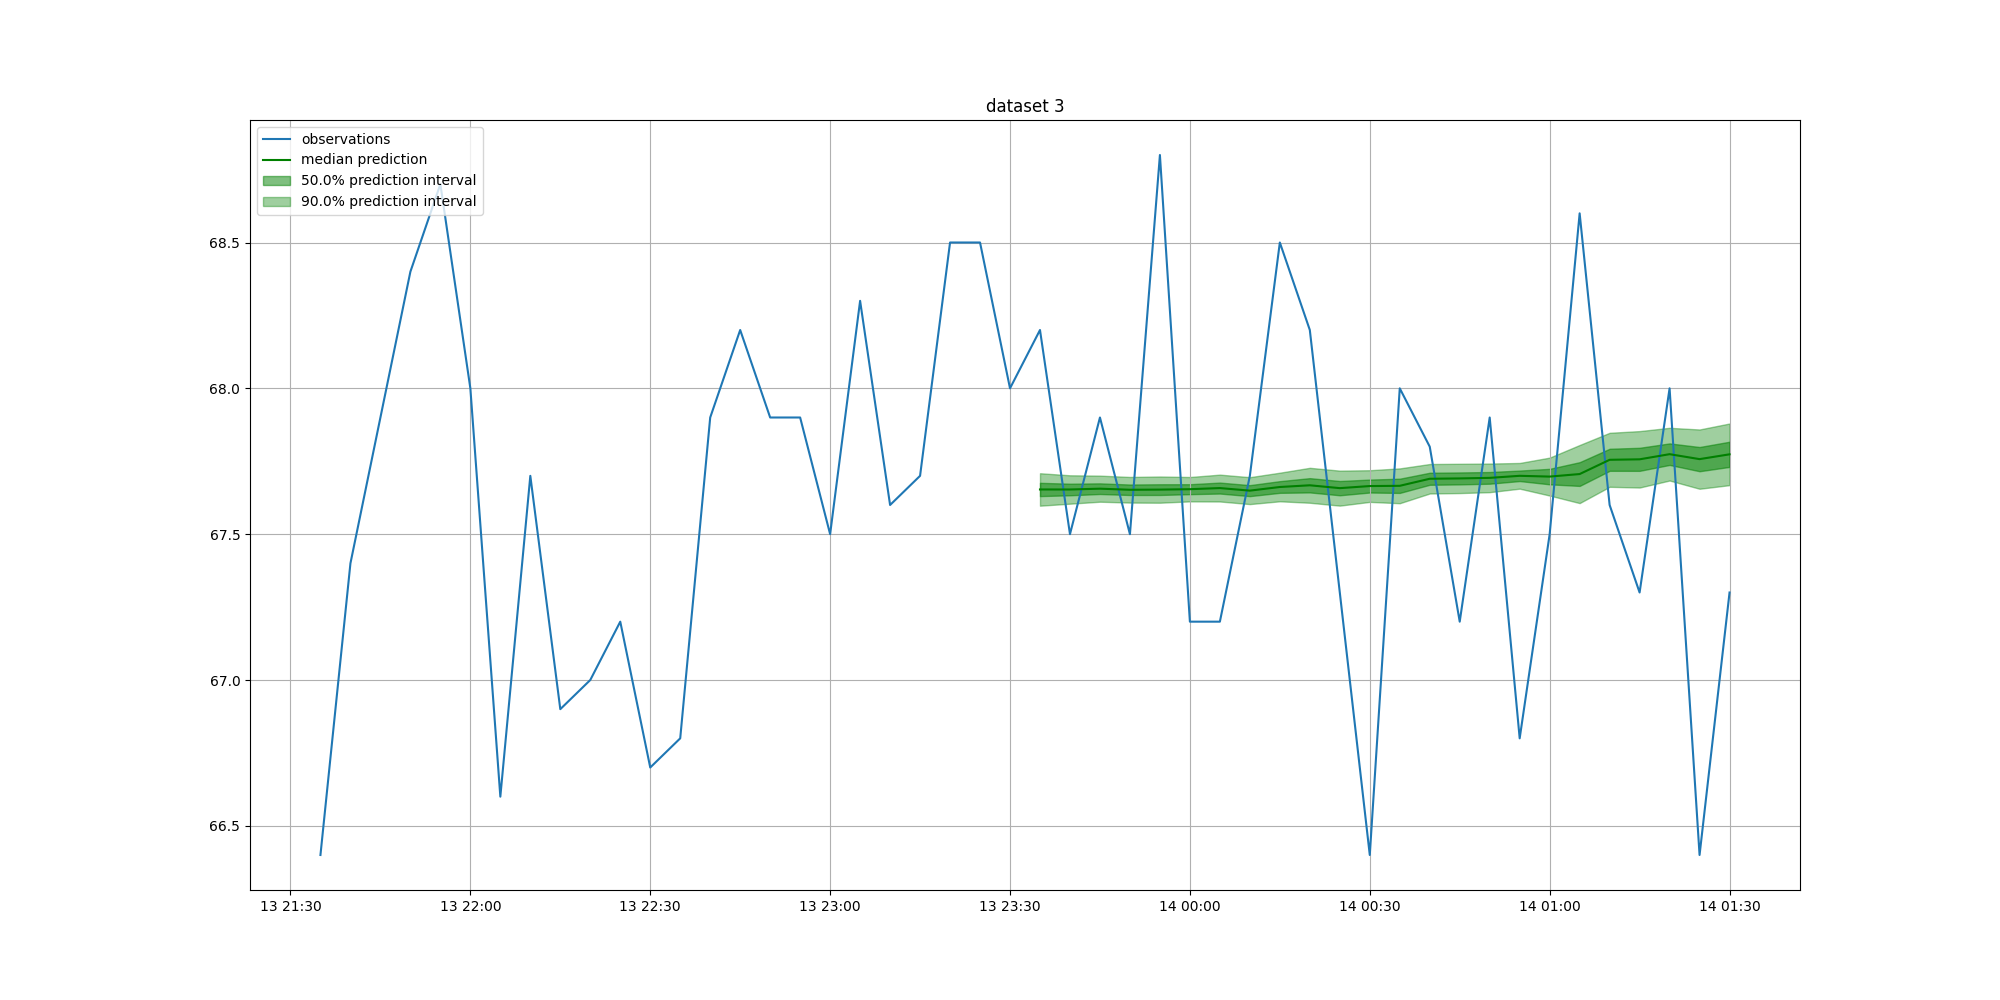 dataset 3
observations
median prediction
50.0% prediction interval
90.0% prediction interval
68.5
68.0
67.5
67.0
66.5
13 21:30 13 22:00 13 22:30 13 23:00 13 23:30 14 00:00 14 00:30 14 01:00 14 01:30